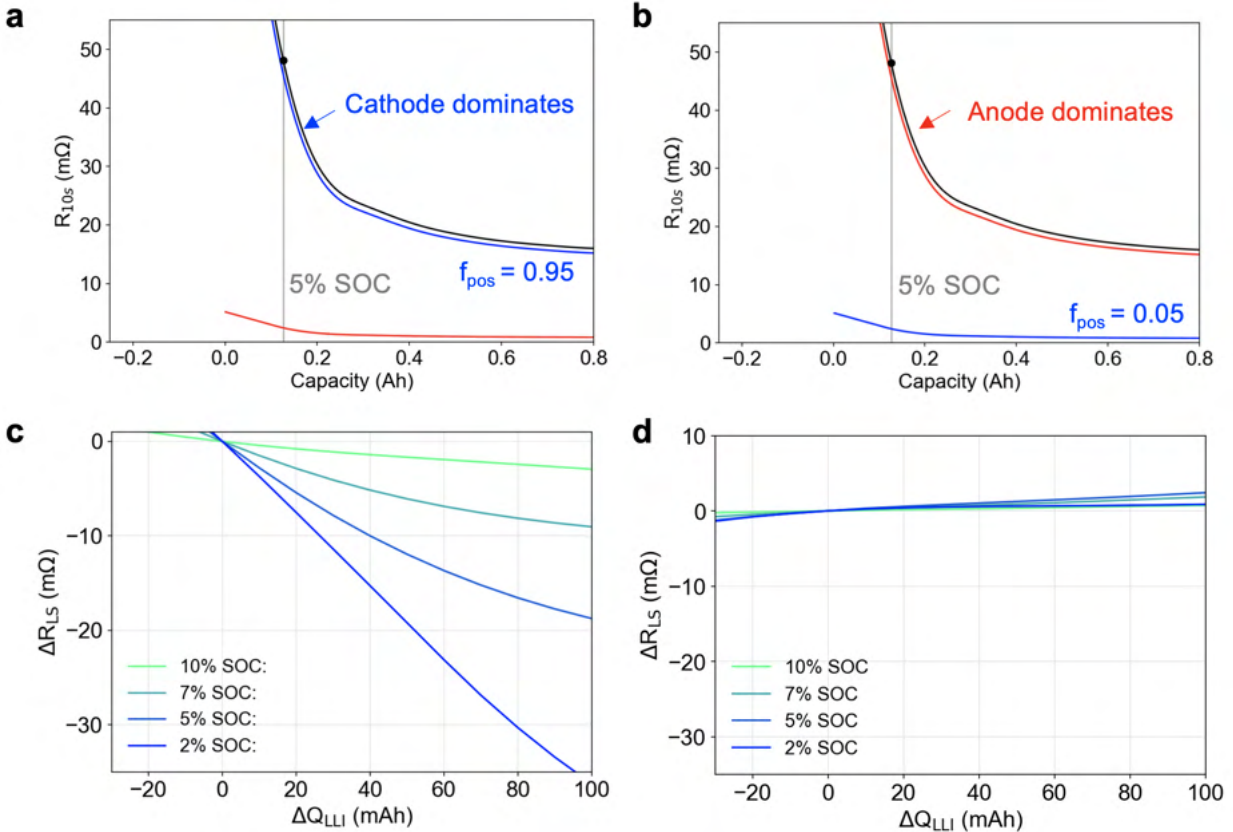 a
50
40
30
20
10
0
R10s (mΩ)
Cathode dominates
5% SOC
fpos = 0.95
−0.2
0.0
0.2
0.4
0.6
0.8
Capacity (Ah)
b
50
40
30
20
10
0
R10s (mΩ)
Anode dominates
5% SOC
fpos = 0.05
−0.2
0.0
0.2
0.4
0.6
0.8
Capacity (Ah)
c
0
−10
−20
−30
ΔRLS (mΩ)
10% SOC:
7% SOC:
5% SOC:
2% SOC:
−20
0
20
40
60
80
100
ΔQLLI (mAh)
d
10
0
−10
−20
−30
ΔRLS (mΩ)
10% SOC
7% SOC
5% SOC
2% SOC
−20
0
20
40
60
80
100
ΔQLLI (mAh)